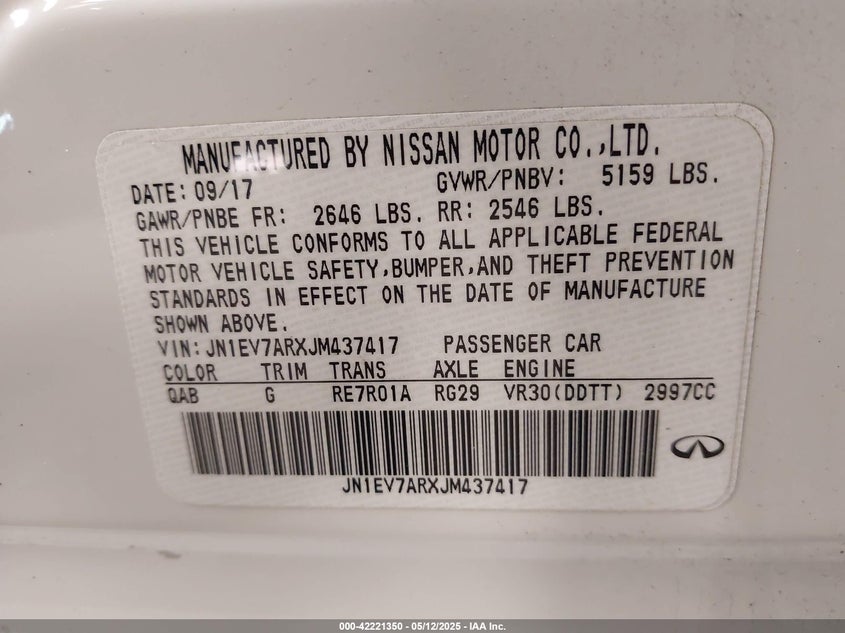 MANUFACTURED BY NISSAN MOTOR CO.,LTD.
DATE: 09/17 GVWR/PNBV: 5159 LBS.
GAWR/PNBE FR: 2646 LBS. RR: 2546 LBS.
THIS VEHICLE CONFORMS TO ALL APPLICABLE FEDERAL
MOTOR VEHICLE SAFETY,BUMPER,AND THEFT PREVENTION
STANDARDS IN EFFECT ON THE DATE OF MANUFACTURE
SHOWN ABOVE.
VIN:JN1EV7ARXJM437417 PASSENGER CAR
COLOR TRIM TRANS AXLE ENGINE
QAB G RE7R01A RG29 VR30(DDTT) 2997CC
JN1EV7ARXJM437417
000-42221350 - 05/12/2025 - IAA Inc.